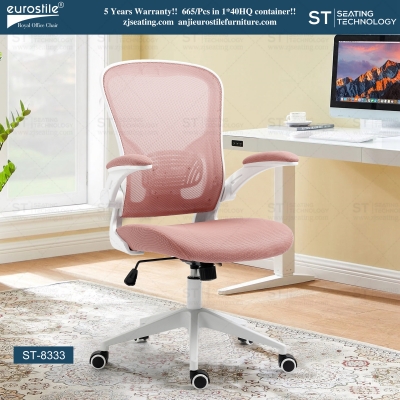 eurostile®
Royal Office Chair
5 Years Warranty!! 665/Pcs in 1*40HQ container!!
zjseating.com anjieurostilefurniture.com
ST SEATING TECHNOLOGY
ST-8333